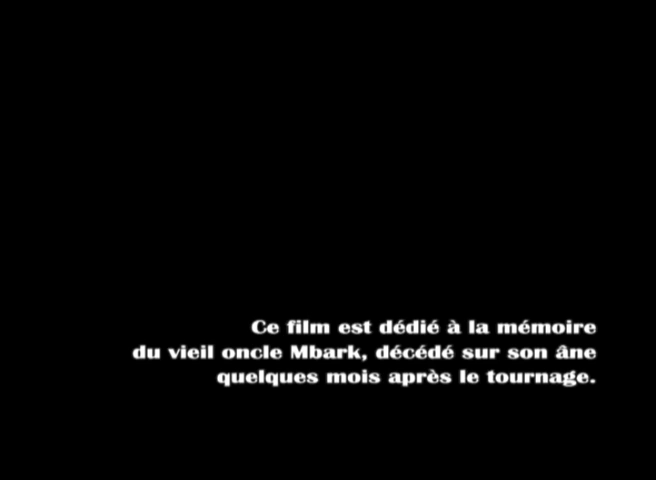 Ce film est dédié à la mémoire
du vieil oncle Mbark, décédé sur son âne
quelques mois après le tournage.